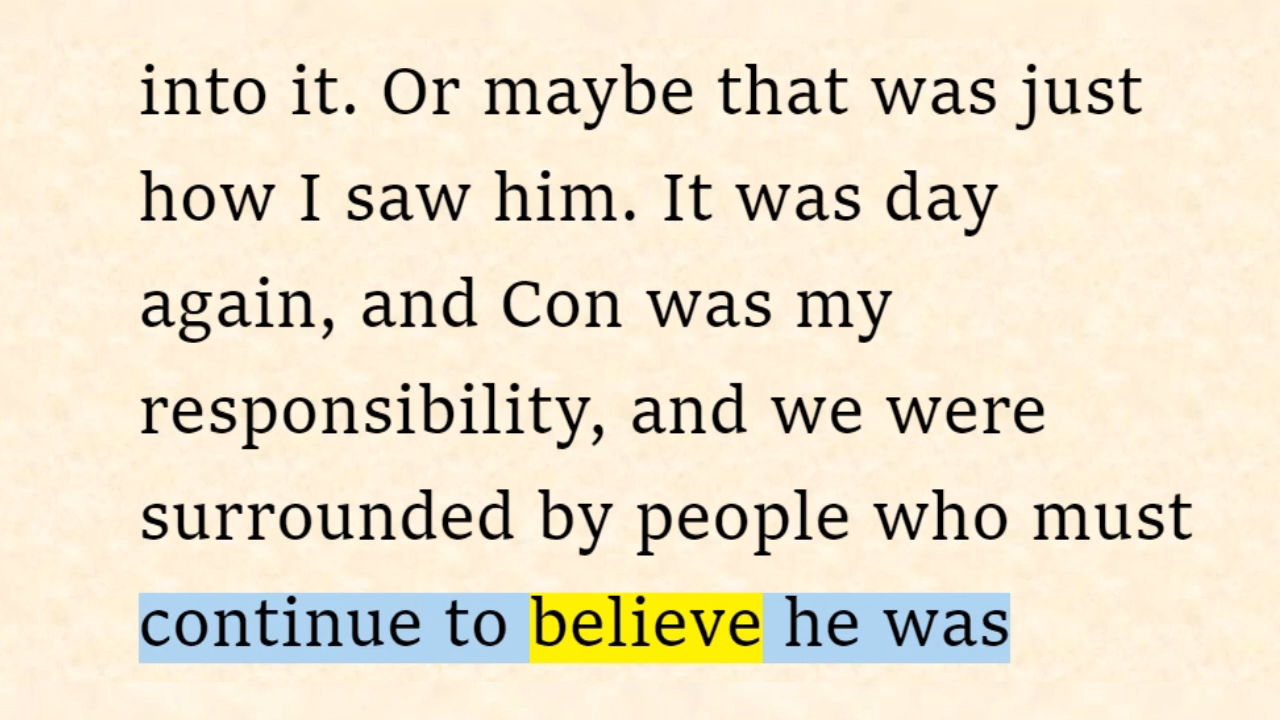 into it. Or maybe that was just
how I saw him. It was day
again, and Con was my
responsibility, and we were
surrounded by people who must
continue to believe he was